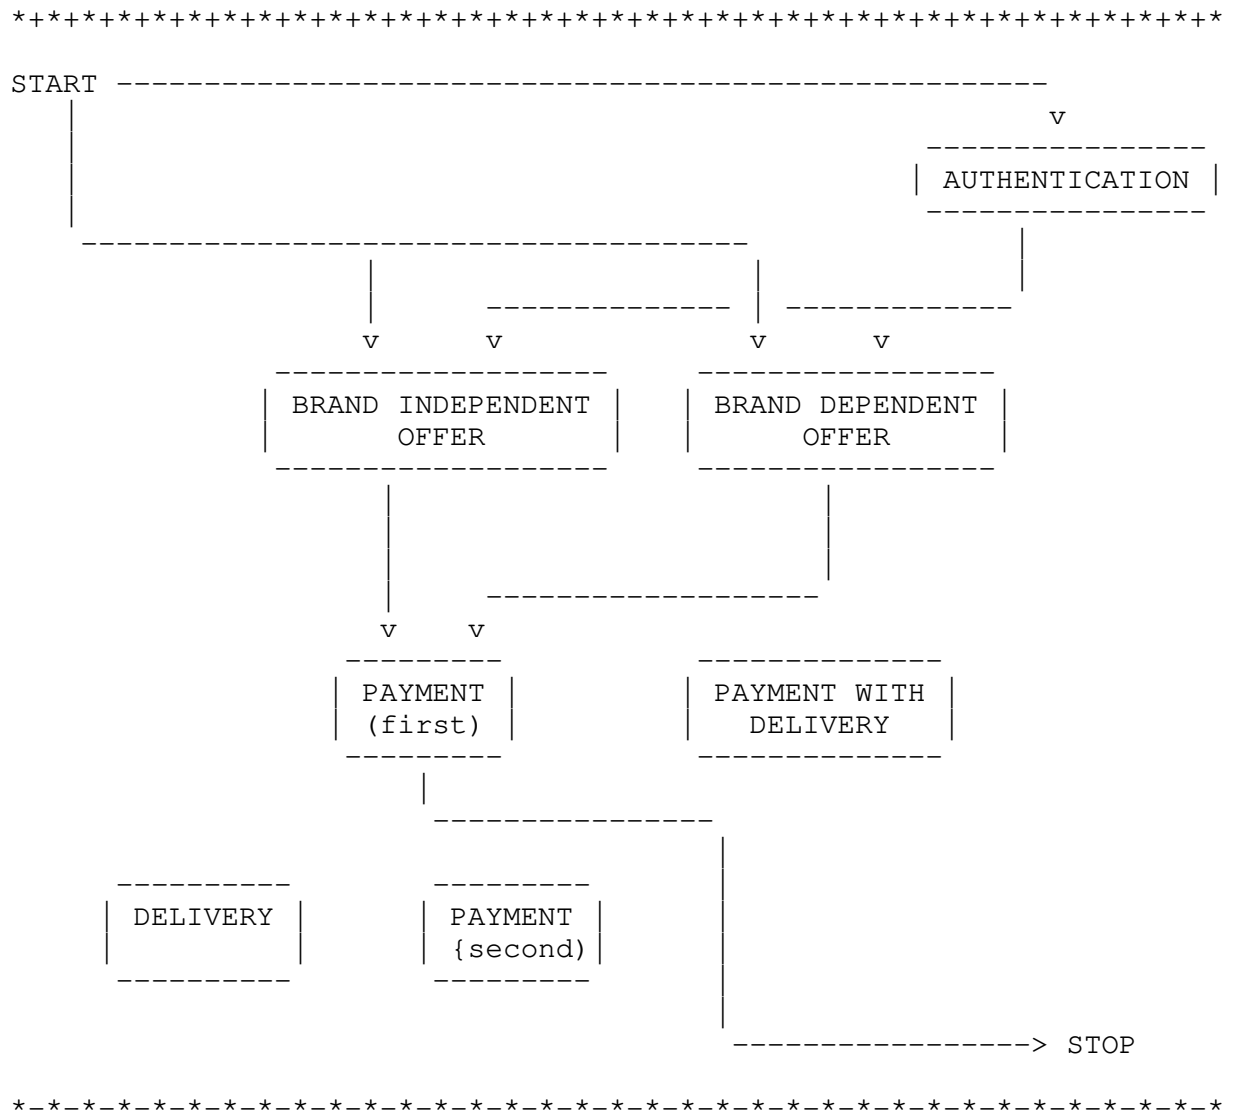 *+*+*+*+*+*+*+*+*+*+*+*+*+*+*+*+*+*+*+*+*+*+*+*+*+*+*+*+*+*+*+*+*+*+*
START
v
AUTHENTICATION
v v v v
BRAND INDEPENDENT BRAND DEPENDENT
OFFER OFFER
v v
PAYMENT PAYMENT WITH
(first) DELIVERY
DELIVERY PAYMENT
{second)
-----------------> STOP
*-*-*-*-*-*-*-*-*-*-*-*-*-*-*-*-*-*-*-*-*-*-*-*-*-*-*-*-*-*-*-*-*-*-*